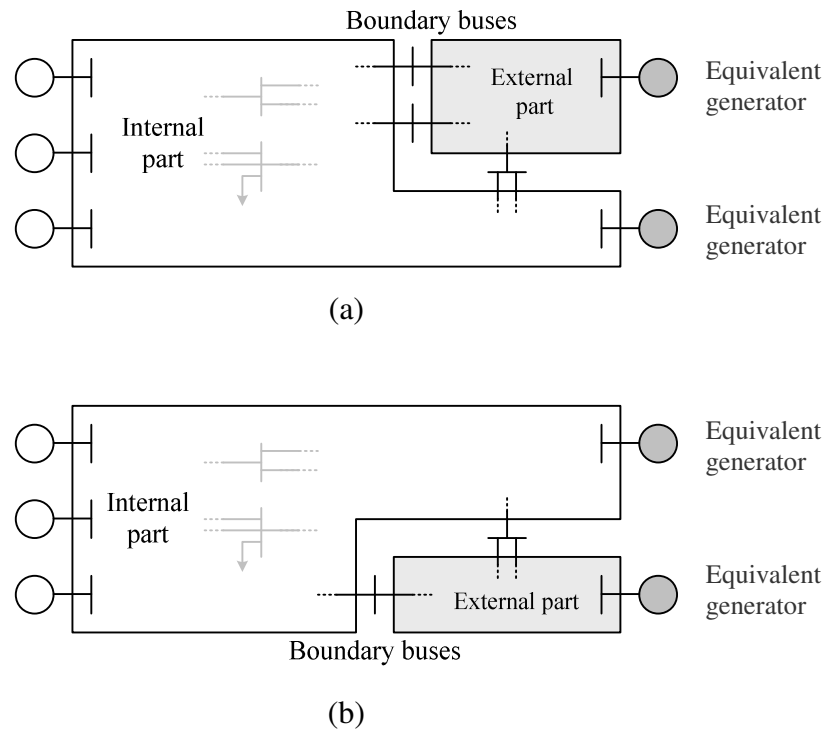 Boundary buses
External
part
Equivalent
generator
Internal
part
Equivalent
generator
(a)
Equivalent
generator
Internal
part
Equivalent
generator
External part
Boundary buses
(b)